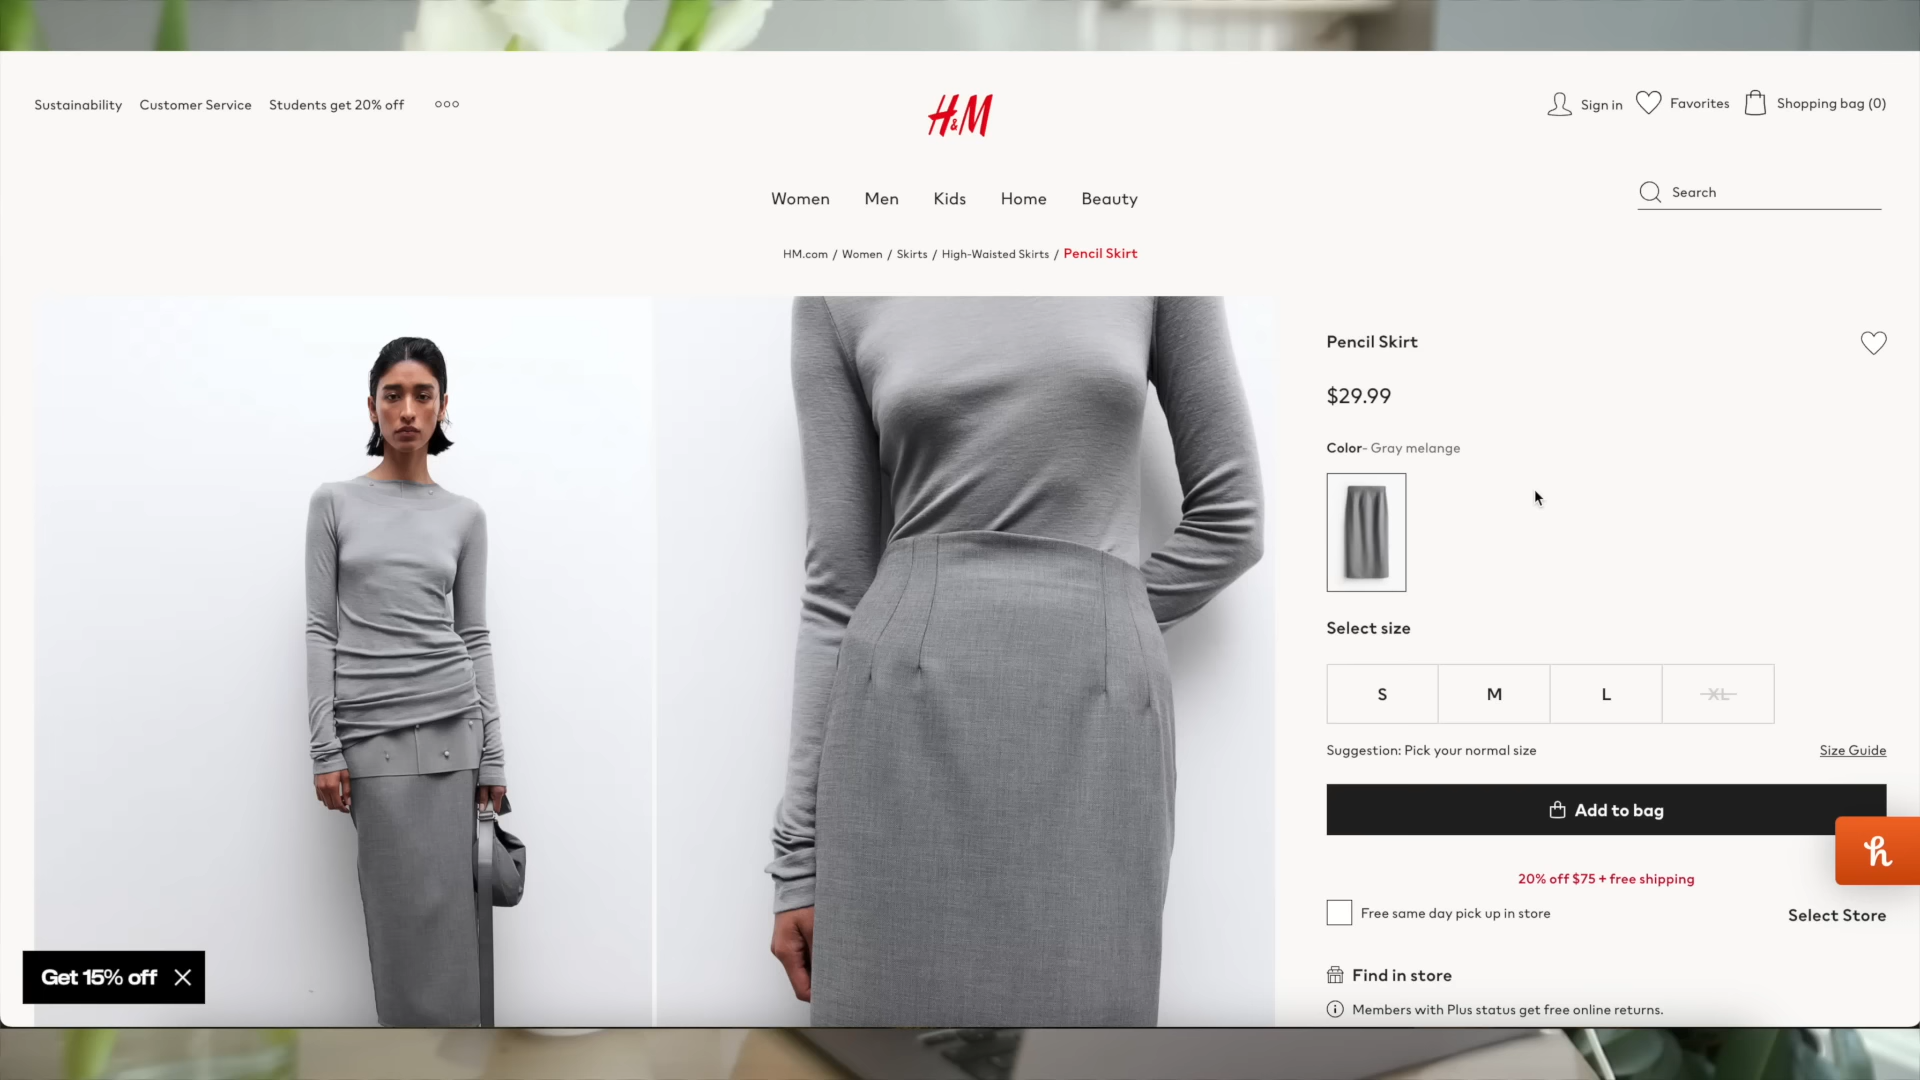 Sustainability Customer Service Students get 20% off
H&M
Sign in Favorites Shopping bag (0)
Women Men Kids Home Beauty
Search
HM.com / Women / Skirts / High-Waisted Skirts / Pencil Skirt
Pencil Skirt
$29.99
Color- Gray melange
Select size
S M L XL
Suggestion: Pick your normal size Size Guide
Add to bag
h
20% off $75 + free shipping
Free same day pick up in store Select Store
Find in store
Members with Plus status get free online returns.
Get 15% off